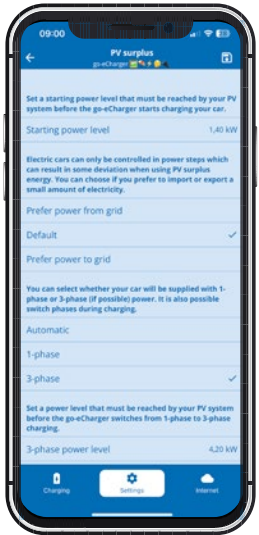 09:00
PV surplus
go-eCharger
Set a starting power level that must be reached by your PV
system before the go-eCharger starts charging your car.
Starting power level 1,40 kW
Electric cars can only be controlled in power steps which
can result in some deviation when using PV surplus
energy. You can choose if you prefer to import or export a
small amount of electricity.
Prefer power from grid
Default
Prefer power to grid
You can select whether your car will be supplied with 1-
phase or 3-phase (if possible) power. It is also possible
switch phases during charging.
Automatic
1-phase
3-phase
Set a power level that must be reached by your PV system
before the go-eCharger switches from 1-phase to 3-phase
charging.
3-phase power level 4,20 kW
Charging Settings Internet